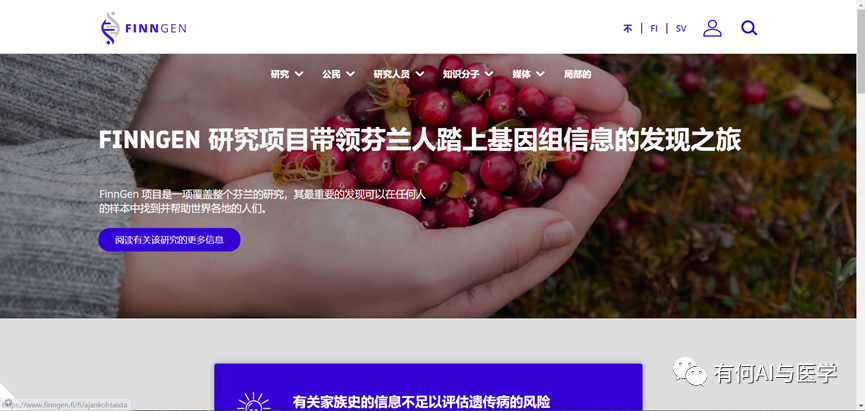 FINNGEN
不 | FI | SV
研究 公民 研究人员 知识分子 媒体 局部的
FINNGEN 研究项目带领芬兰人踏上基因组信息的发现之旅
FinnGen 项目是一项覆盖整个芬兰的研究，其最重要的发现可以在任何人
的样本中找到并帮助世界各地的人们。
阅读有关该研究的更多信息
有关家族史的信息不足以评估遗传病的风险
有何AI与医学
https://www.finngen.fi/fi/ajankohtaista